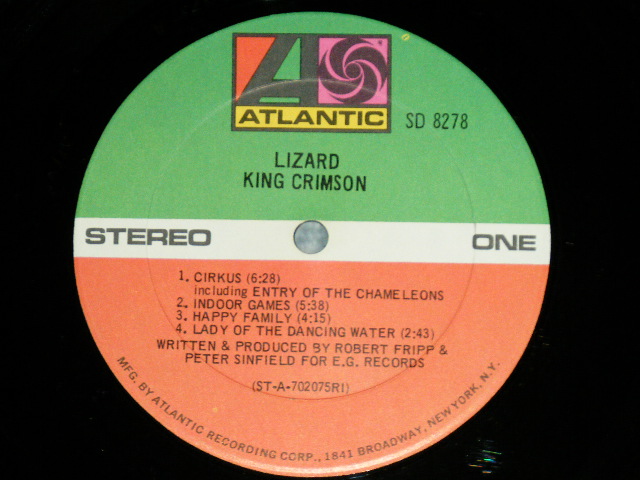 ATLANTIC
SD 8278
LIZARD
KING CRIMSON
STEREO
ONE
1. CIRKUS (6:28)
including ENTRY OF THE CHAMELEONS
2. INDOOR GAMES (5:38)
3. HAPPY FAMILY (4:15)
4. LADY OF THE DANCING WATER (2:43)
WRITTEN & PRODUCED BY ROBERT FRIPP &
PETER SINFIELD FOR E.G. RECORDS
(ST-A-702075RI)
MFG. BY ATLANTIC RECORDING CORP., 1841 BROADWAY, NEW YORK, N.Y.